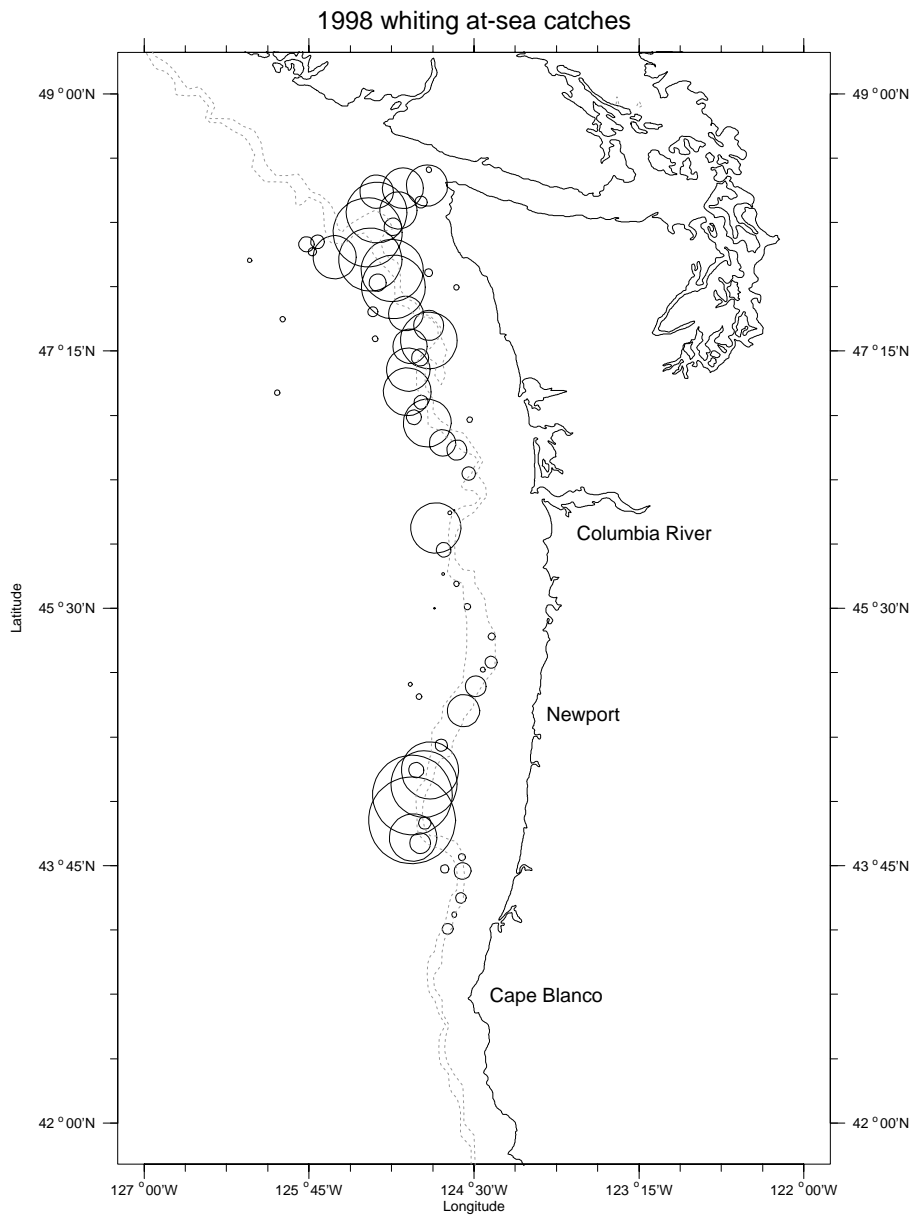 1998 whiting at-sea catches
49 °00'N
49 °00'N
47 °15'N
47 °15'N
Columbia River
Latitude
45 °30'N
45 °30'N
Newport
43 °45'N
43 °45'N
Cape Blanco
42 °00'N
42 °00'N
127 °00'W
125 °45'W
124 °30'W
123 °15'W
122 °00'W
Longitude